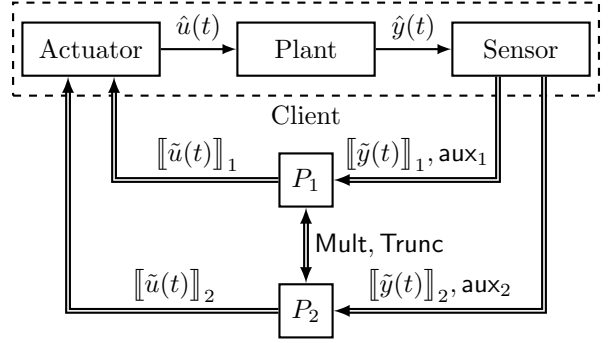 û(t) ŷ(t)
Actuator Plant Sensor
Client
⟦ũ(t)⟧₁ ⟦ỹ(t)⟧₁, aux₁
P₁
Mult, Trunc
⟦ũ(t)⟧₂ ⟦ỹ(t)⟧₂, aux₂
P₂